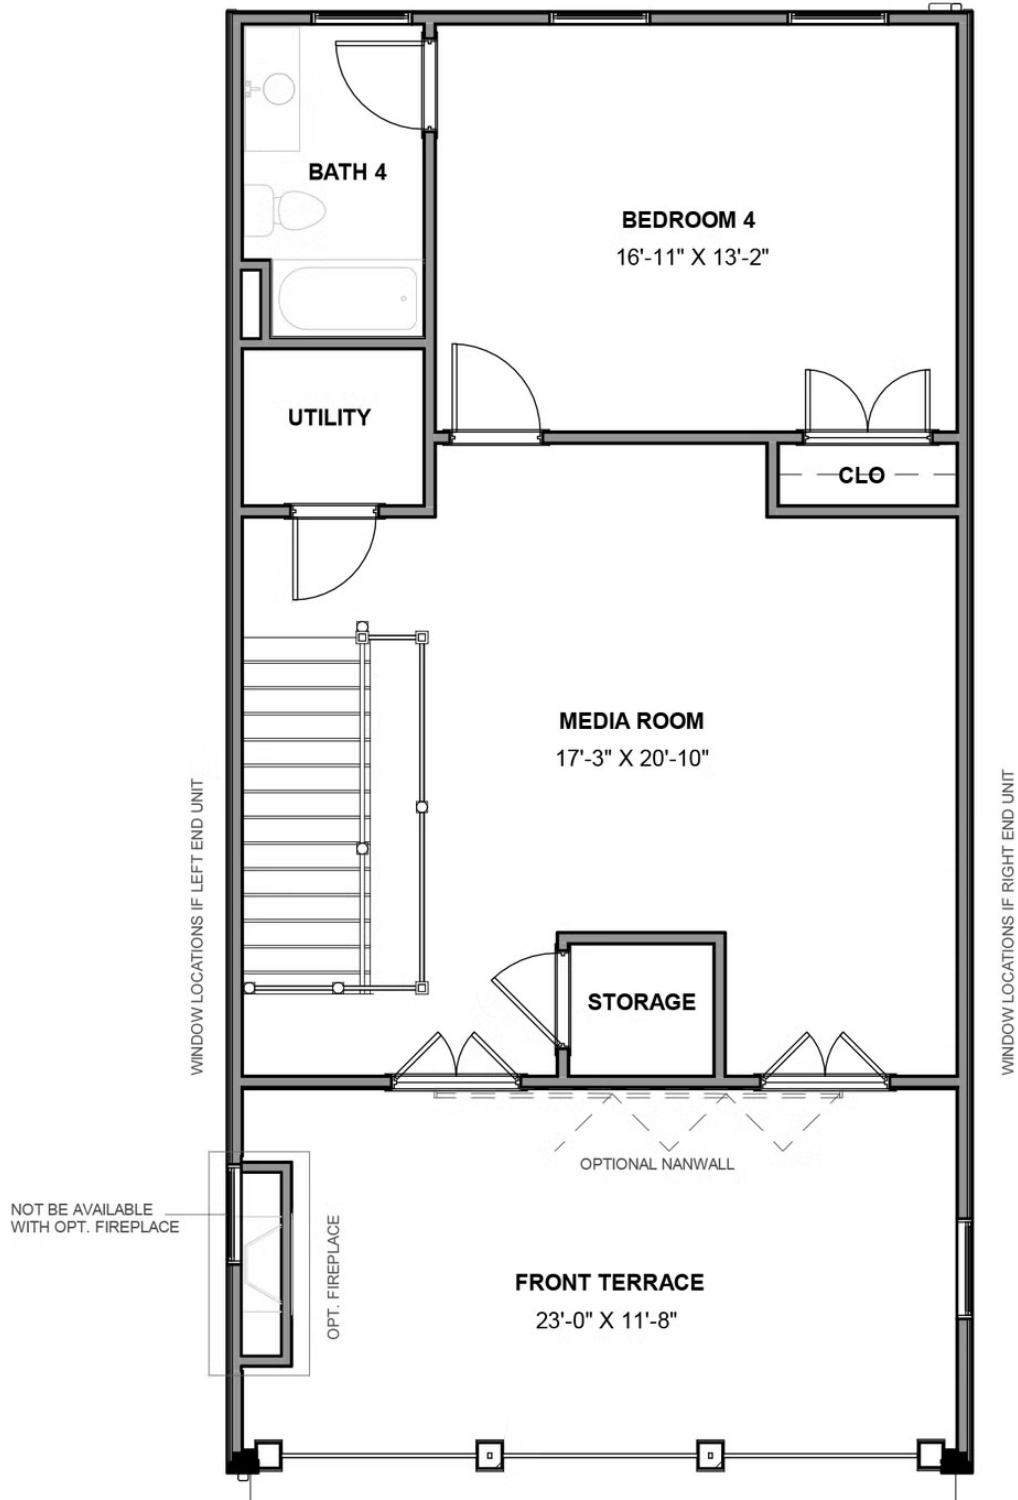 BATH 4
BEDROOM 4
16'-11" X 13'-2"
UTILITY
CLO
MEDIA ROOM
17'-3" X 20'-10"
WINDOW LOCATIONS IF LEFT END UNIT
WINDOW LOCATIONS IF RIGHT END UNIT
STORAGE
OPTIONAL NANWALL
NOT BE AVAILABLE
WITH OPT. FIREPLACE
OPT. FIREPLACE
FRONT TERRACE
23'-0" X 11'-8"